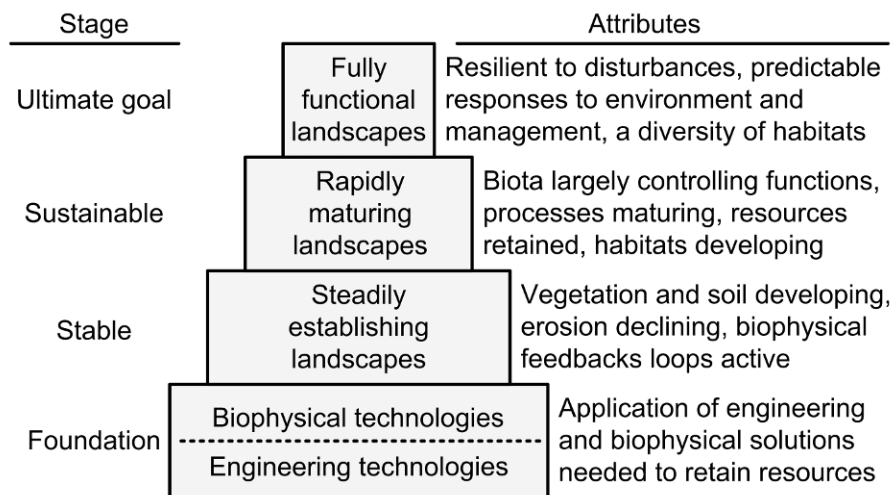 Stage
Attributes
Ultimate goal
Fully
functional
landscapes
Resilient to disturbances, predictable
responses to environment and
management, a diversity of habitats
Sustainable
Rapidly
maturing
landscapes
Biota largely controlling functions,
processes maturing, resources
retained, habitats developing
Stable
Steadily
establishing
landscapes
Vegetation and soil developing,
erosion declining, biophysical
feedbacks loops active
Foundation
Biophysical technologies
Engineering technologies
Application of engineering
and biophysical solutions
needed to retain resources